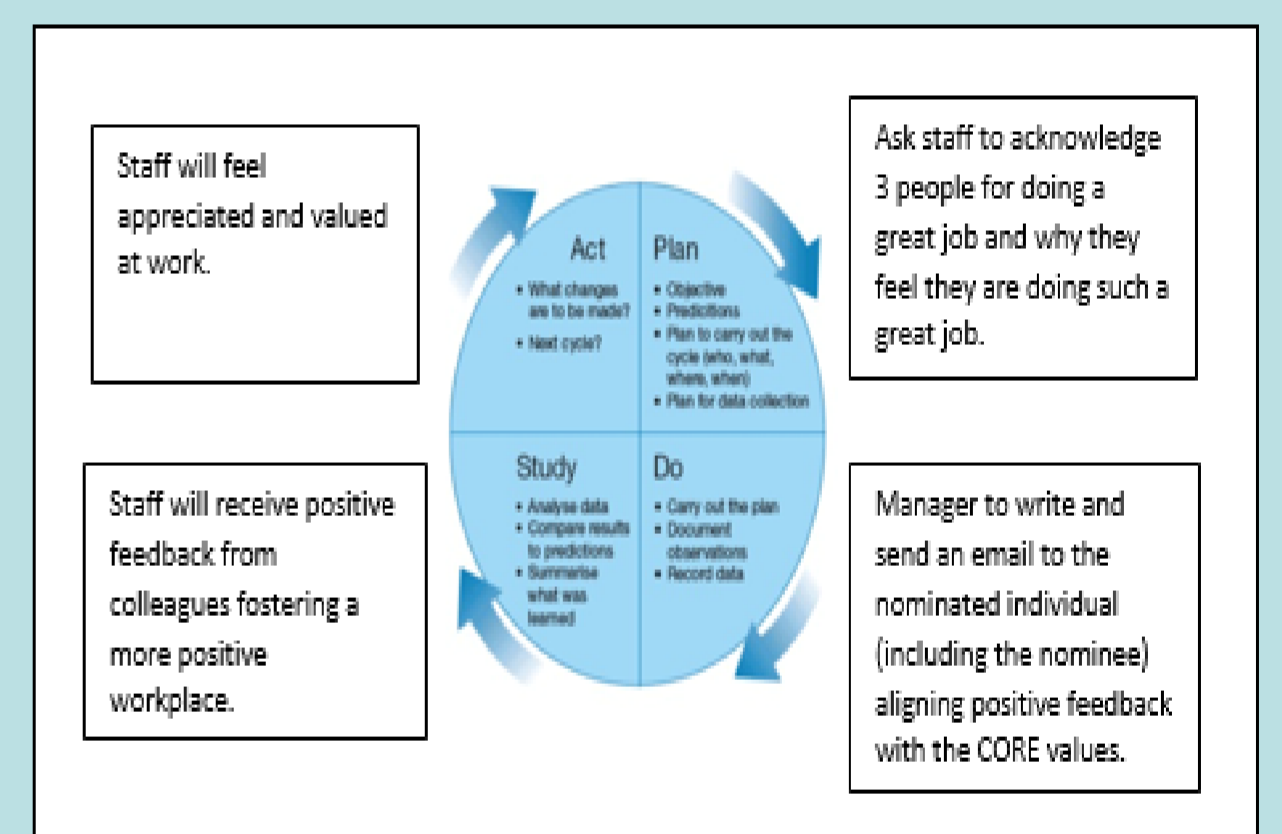 Staff will feel
appreciated and valued
at work.
Ask staff to acknowledge
3 people for doing a
great job and why they
feel they are doing such a
great job.
Act
• What changes
are to be made?
• Next cycle?
Plan
• Objective
• Predicitions
• Plan to carry out the
cycle (who, what,
where, when)
• Plan for data collection
Study
• Analyse data
• Compare results
to predictions
• Summarise
what was
learned
Do
• Carry out the plan
• Document
observations
• Record data
Staff will receive positive
feedback from
colleagues fostering a
more positive
workplace.
Manager to write and
send an email to the
nominated individual
(including the nominee)
aligning positive feedback
with the CORE values.